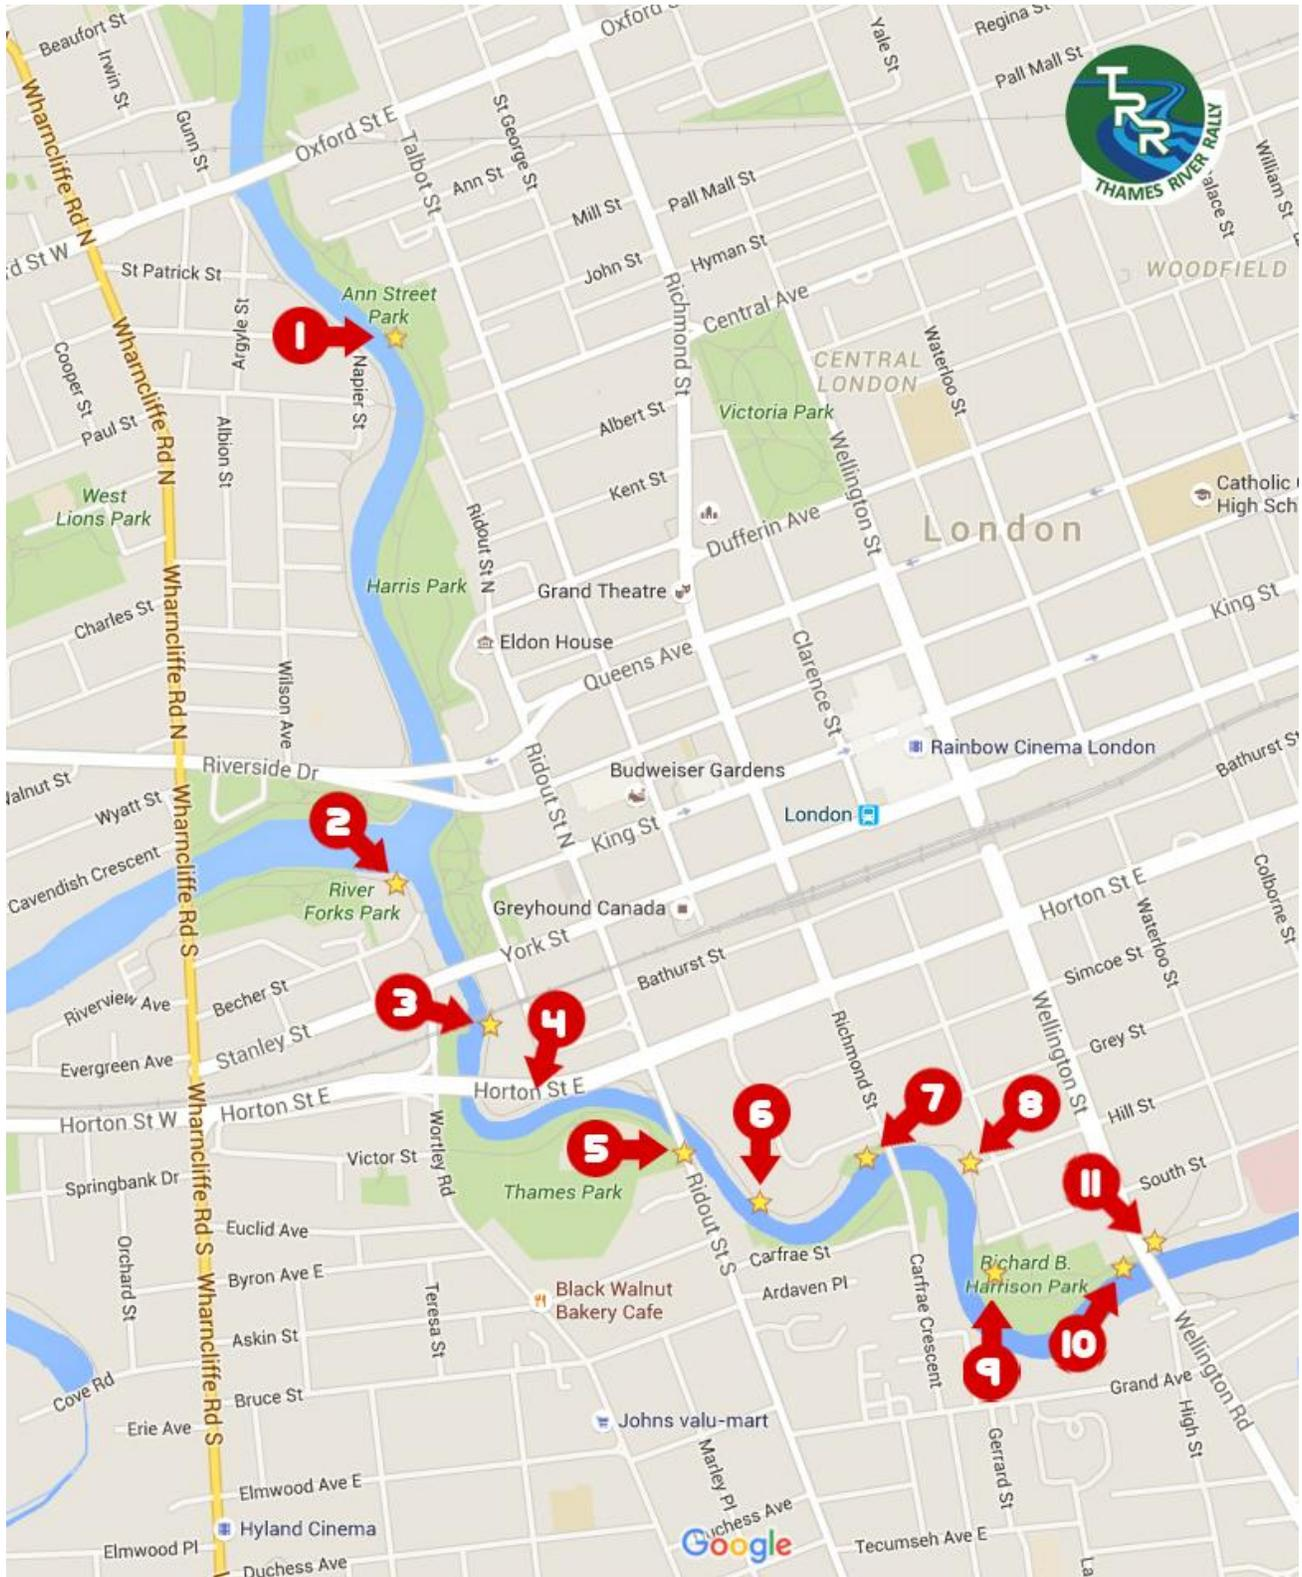 Beaufort St
Irwin St
Gunn St
Wharncliffe Rd N
Oxford St E
Talbot St
St George St
Ann St
Mill St
Pall Mall St
John St
Hyman St
Oxford S
Yale St
Regina St
Pall Mall St
TRR
THAMES RIVER RALLY
alace St
William St
WOODFIELD
rd St W
St Patrick St
Argyle St
Ann Street
Park
1
Napier St
Richmond St
Central Ave
CENTRAL
LONDON
Waterloo St
Wharncliffe Rd N
Cooper St
Paul St
Albion St
Albert St
Victoria Park
Wellington St
West
Lions Park
Kent St
Ridout St N
Dufferin Ave
London
Catholic
High Sch
Harris Park
Grand Theatre
Eldon House
Queens Ave
Clarence St
King St
Charles St
Wharncliffe Rd N
Wilson Ave
Riverside Dr
Ridout St N
Rainbow Cinema London
Bathurst St
Budweiser Gardens
London
King St
Walnut St
Wyatt St
Wharncliffe Rd S
Cavendish Crescent
2
River
Forks Park
Greyhound Canada
York St
Bathurst St
Horton St E
Waterloo St
Colborne St
Simcoe St
Riverview Ave
Becher St
3
4
Stanley St
Evergreen Ave
Richmond St
Wellington St
Grey St
Horton St W
Horton St E
Horton St E
Wharncliffe Rd S
Wortley Rd
Victor St
5
6
7
8
Hill St
11
South St
Springbank Dr
Thames Park
Ridout St S
Euclid Ave
Carfrae St
Ardaven Pl
Carfrae Crescent
Richard B.
Harrison Park
Orchard St
Byron Ave E
Teresa St
Black Walnut
Bakery Cafe
Askin St
Wharncliffe Rd S
9
10
Wellington Rd
Cove Rd
Bruce St
Grand Ave
High St
Erie Ave
Johns valu-mart
Marley Pl
Gerrard St
Elmwood Ave E
Hyland Cinema
Duchess Ave
Google
Elmwood Pl
Duchess Ave
Tecumseh Ave E
La